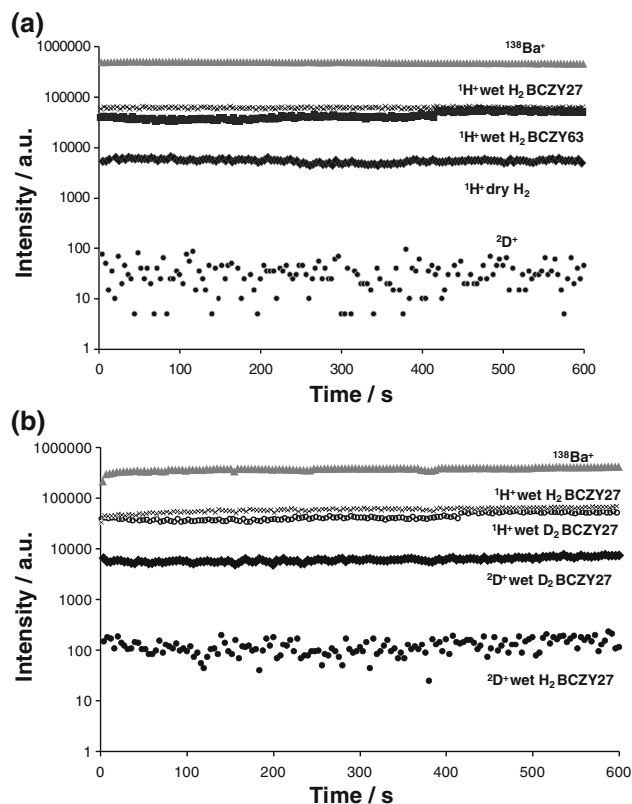 (a)
1000000
100000
10000
1000
100
10
1
Intensity / a.u.
¹³⁸Ba⁺
¹H⁺wet H₂ BCZY27
¹H⁺wet H₂ BCZY63
¹H⁺dry H₂
²D⁺
0 100 200 300 400 500 600
Time / s
(b)
1000000
100000
10000
1000
100
10
1
Intensity / a.u.
¹³⁸Ba⁺
¹H⁺wet H₂ BCZY27
¹H⁺wet D₂ BCZY27
²D⁺wet D₂ BCZY27
²D⁺wet H₂ BCZY27
0 100 200 300 400 500 600
Time / s